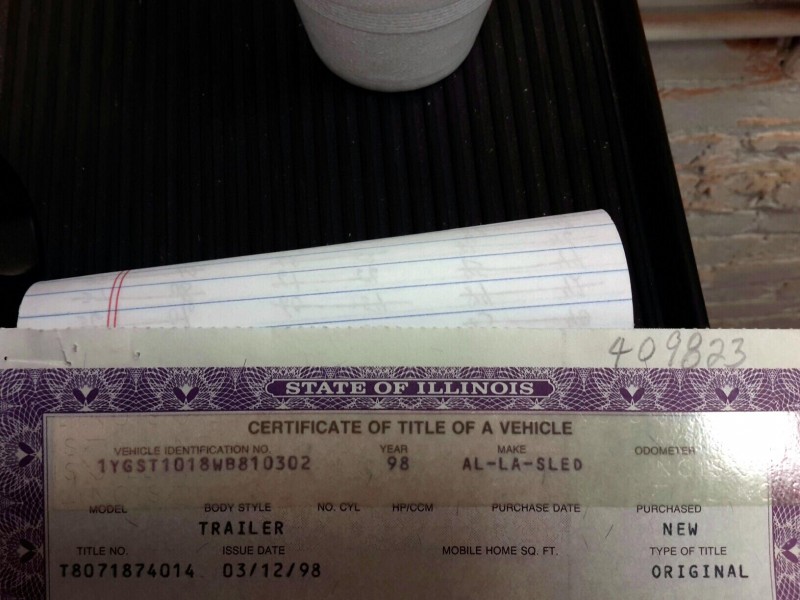 409823
STATE OF ILLINOIS
CERTIFICATE OF TITLE OF A VEHICLE
VEHICLE IDENTIFICATION NO. YEAR MAKE ODOMETER
1YGST1018WB810302 98 AL-LA-SLED
MODEL BODY STYLE NO. CYL HP/CCM PURCHASE DATE PURCHASED
TRAILER NEW
TITLE NO. ISSUE DATE MOBILE HOME SQ. FT. TYPE OF TITLE
T8071874014 03/12/98 ORIGINAL